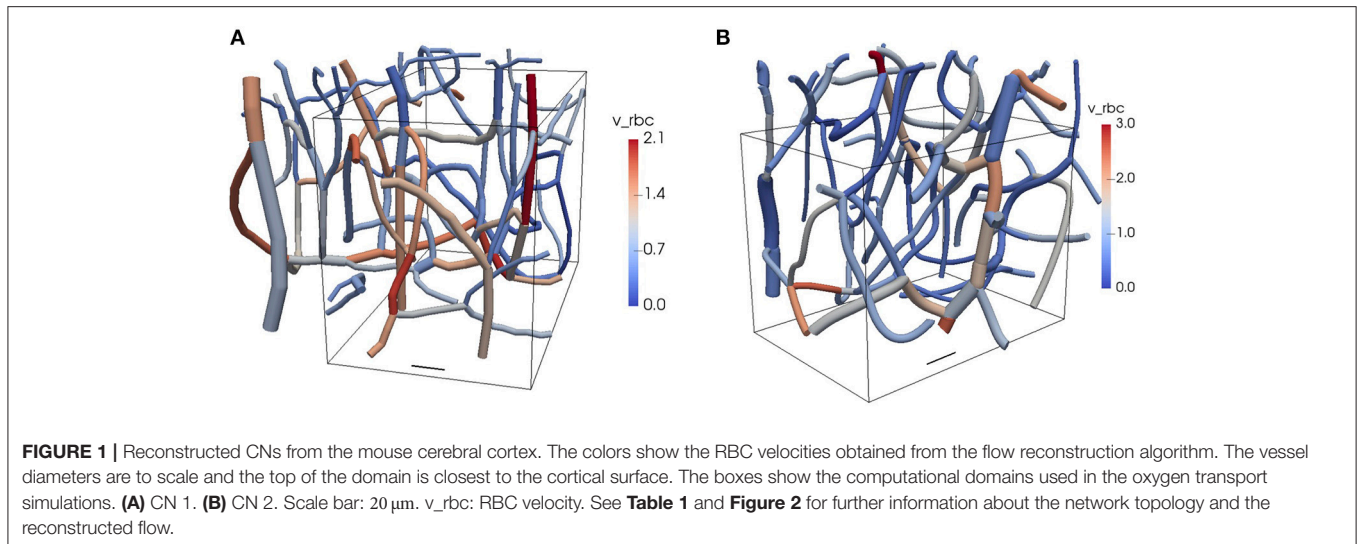 A
v_rbc
2.1
1.4
0.7
0.0
B
v_rbc
3.0
2.0
1.0
0.0
FIGURE 1 | Reconstructed CNs from the mouse cerebral cortex. The colors show the RBC velocities obtained from the flow reconstruction algorithm. The vessel
diameters are to scale and the top of the domain is closest to the cortical surface. The boxes show the computational domains used in the oxygen transport
simulations. (A) CN 1. (B) CN 2. Scale bar: 20 μm. v_rbc: RBC velocity. See Table 1 and Figure 2 for further information about the network topology and the
reconstructed flow.